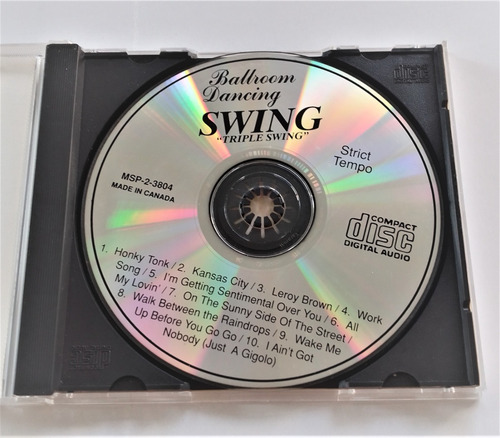 Ballroom
Dancing
SWING
"TRIPLE SWING"
Strict
Tempo
MSP-2-3804
MADE IN CANADA
COMPACT
disc
DIGITAL AUDIO
1. Honky Tonk / 2. Kansas City / 3. Leroy Brown / 4. Work
Song / 5. I'm Getting Sentimental Over You / 6. All
My Lovin' / 7. On The Sunny Side Of The Street /
8. Walk Between the Raindrops / 9. Wake Me
Up Before You Go Go / 10. I Ain't Got
Nobody (Just A Gigolo)